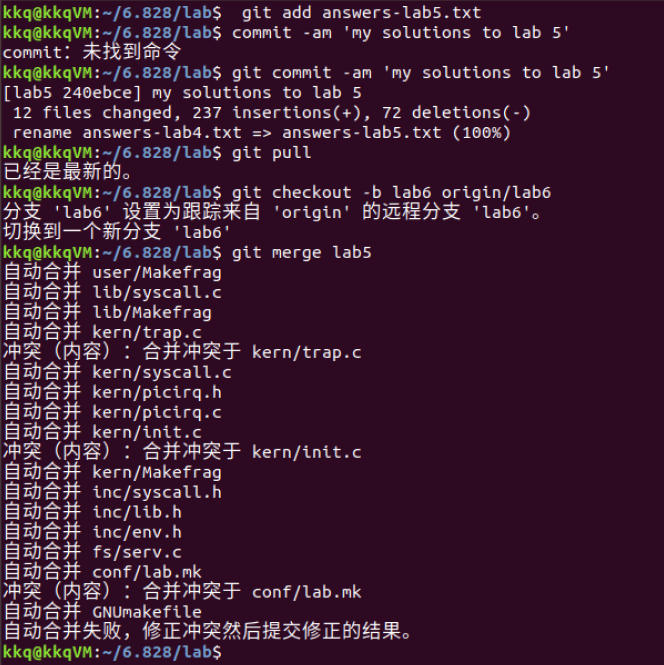 kkq@kkqVM:~/6.828/lab$  git add answers-lab5.txt
kkq@kkqVM:~/6.828/lab$ commit -am 'my solutions to lab 5'
commit：未找到命令
kkq@kkqVM:~/6.828/lab$ git commit -am 'my solutions to lab 5'
[lab5 240ebce] my solutions to lab 5
 12 files changed, 237 insertions(+), 72 deletions(-)
 rename answers-lab4.txt => answers-lab5.txt (100%)
kkq@kkqVM:~/6.828/lab$ git pull
已经是最新的。
kkq@kkqVM:~/6.828/lab$ git checkout -b lab6 origin/lab6
分支 'lab6' 设置为跟踪来自 'origin' 的远程分支 'lab6'。
切换到一个新分支 'lab6'
kkq@kkqVM:~/6.828/lab$ git merge lab5
自动合并 user/Makefrag
自动合并 lib/syscall.c
自动合并 lib/Makefrag
自动合并 kern/trap.c
冲突（内容）：合并冲突于 kern/trap.c
自动合并 kern/syscall.c
自动合并 kern/picirq.h
自动合并 kern/picirq.c
自动合并 kern/init.c
冲突（内容）：合并冲突于 kern/init.c
自动合并 kern/Makefrag
自动合并 inc/syscall.h
自动合并 inc/lib.h
自动合并 inc/env.h
自动合并 fs/serv.c
自动合并 conf/lab.mk
冲突（内容）：合并冲突于 conf/lab.mk
自动合并 GNUmakefile
自动合并失败，修正冲突然后提交修正的结果。
kkq@kkqVM:~/6.828/lab$